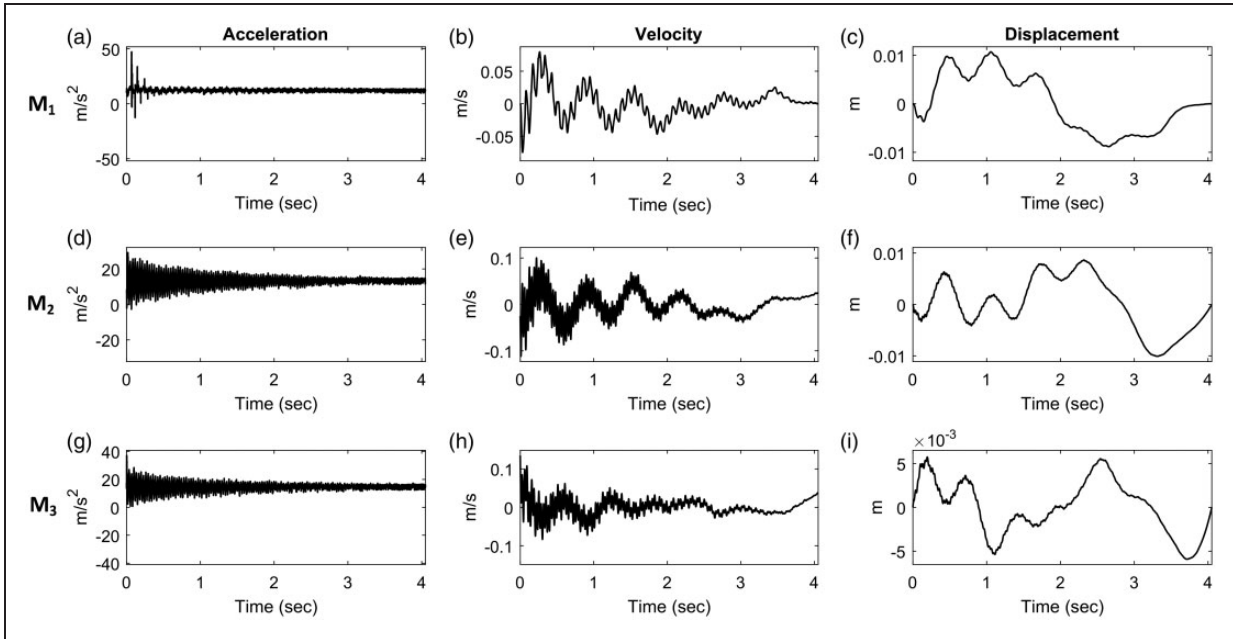 (a) Acceleration (b) Velocity (c) Displacement
M1
50
0
-50
m/s²
0 1 2 3 4
Time (sec)
0.05
0
-0.05
m/s
0 1 2 3 4
Time (sec)
0.01
0
-0.01
m
0 1 2 3 4
Time (sec)
(d) (e) (f)
M2
20
0
-20
m/s²
0 1 2 3 4
Time (sec)
0.1
0
-0.1
m/s
0 1 2 3 4
Time (sec)
0.01
0
-0.01
m
0 1 2 3 4
Time (sec)
(g) (h) (i)
M3
40
20
0
-20
-40
m/s²
0 1 2 3 4
Time (sec)
0.1
0
-0.1
m/s
0 1 2 3 4
Time (sec)
× 10⁻³
5
0
-5
m
0 1 2 3 4
Time (sec)